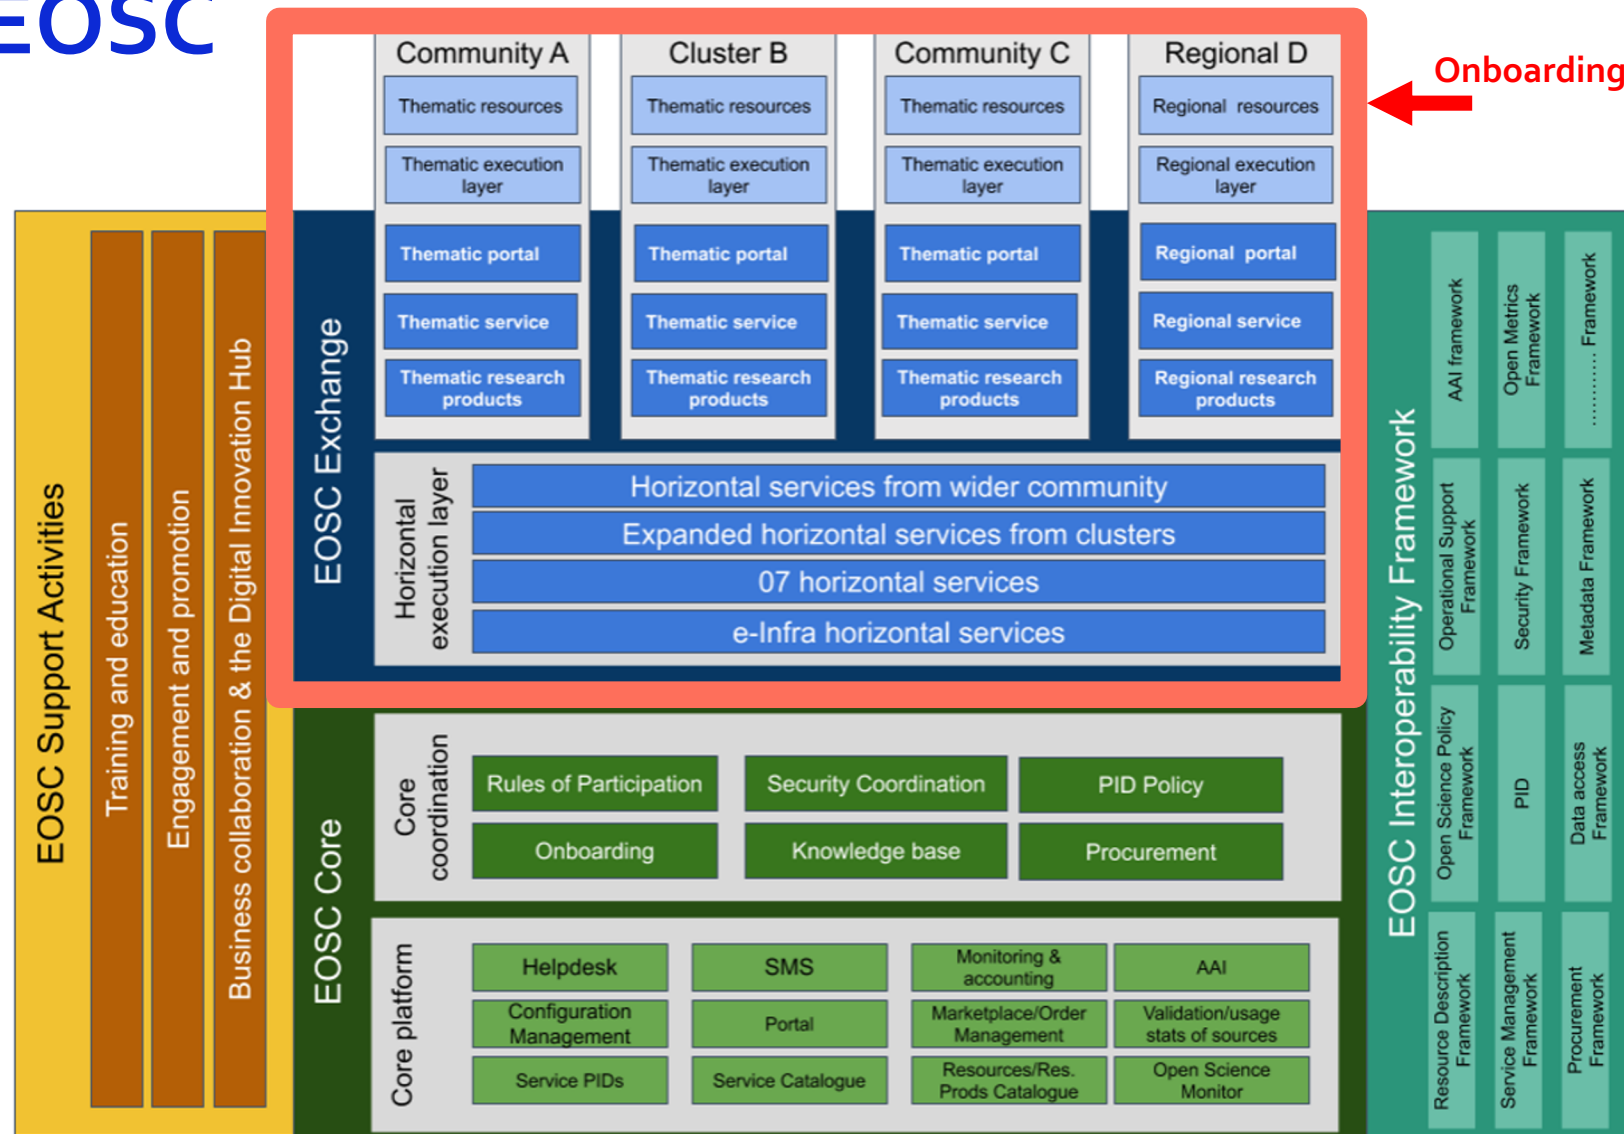 EOSC
Onboarding
Community A
Thematic resources
Thematic execution
layer
Thematic portal
Thematic service
Thematic research
products
Cluster B
Thematic resources
Thematic execution
layer
Thematic portal
Thematic service
Thematic research
products
Community C
Thematic resources
Thematic execution
layer
Thematic portal
Thematic service
Thematic research
products
Regional D
Regional resources
Regional execution
layer
Regional portal
Regional service
Regional research
products
EOSC Exchange
Horizontal
execution layer
Horizontal services from wider community
Expanded horizontal services from clusters
07 horizontal services
e-Infra horizontal services
EOSC Support Activities
Training and education
Engagement and promotion
Business collaboration & the Digital Innovation Hub
EOSC Core
Core
coordination
Rules of Participation
Security Coordination
PID Policy
Onboarding
Knowledge base
Procurement
Core platform
Helpdesk
SMS
Monitoring &
accounting
AAI
Configuration
Management
Portal
Marketplace/Order
Management
Validation/usage
stats of sources
Service PIDs
Service Catalogue
Resources/Res.
Prods Catalogue
Open Science
Monitor
EOSC Interoperability Framework
AAI framework
Open Metrics
Framework
........... Framework
Operational Support
Framework
Security Framework
Metadata Framework
Open Science Policy
Framework
PID
Data access
Framework
Resource Description
Framework
Service Management
Framework
Procurement
Framework